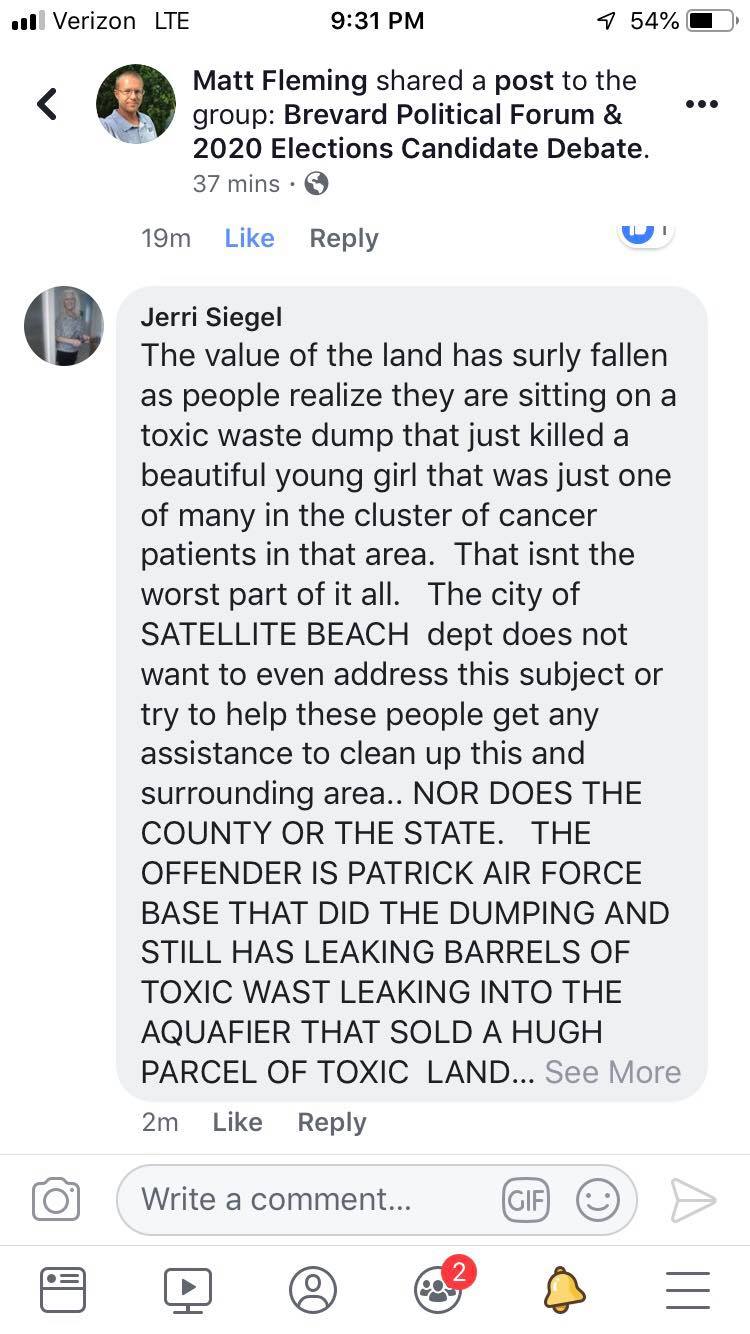 Verizon LTE 9:31 PM 54%
Matt Fleming shared a post to the
group: Brevard Political Forum &
2020 Elections Candidate Debate.
37 mins ·
19m Like Reply 1
Jerri Siegel
The value of the land has surly fallen
as people realize they are sitting on a
toxic waste dump that just killed a
beautiful young girl that was just one
of many in the cluster of cancer
patients in that area.  That isnt the
worst part of it all.   The city of
SATELLITE BEACH  dept does not
want to even address this subject or
try to help these people get any
assistance to clean up this and
surrounding area.. NOR DOES THE
COUNTY OR THE STATE.   THE
OFFENDER IS PATRICK AIR FORCE
BASE THAT DID THE DUMPING AND
STILL HAS LEAKING BARRELS OF
TOXIC WAST LEAKING INTO THE
AQUAFIER THAT SOLD A HUGH
PARCEL OF TOXIC  LAND... See More
2m Like Reply
Write a comment... GIF
2